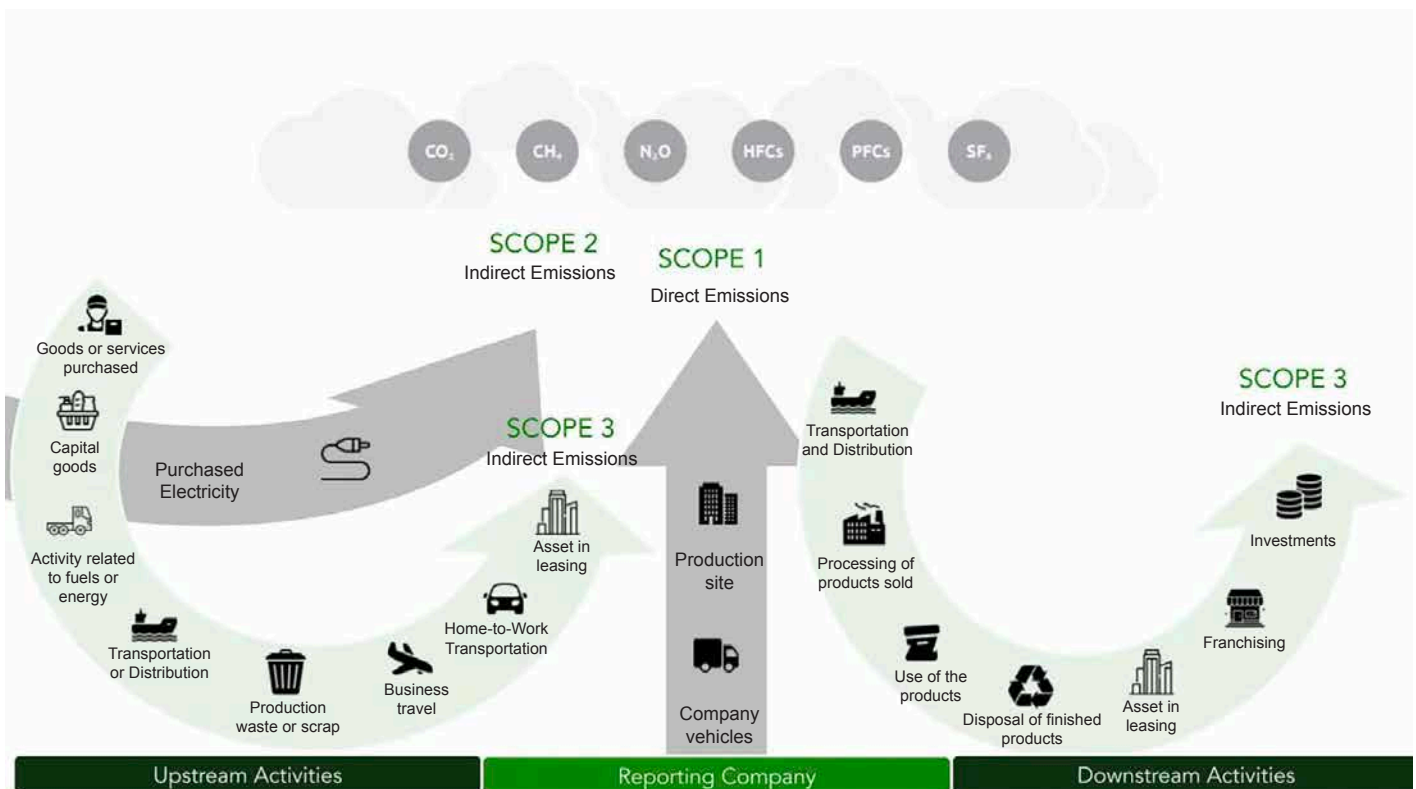 CO₂
CH₄
N₂O
HFCs
PFCs
SF₆
SCOPE 2
Indirect Emissions
SCOPE 1
Direct Emissions
Goods or services
purchased
Capital
goods
Activity related
to fuels or
energy
Transportation
or Distribution
Production
waste or scrap
Business
travel
Home-to-Work
Transportation
Asset in
leasing
SCOPE 3
Indirect Emissions
Purchased
Electricity
Production
site
Company
vehicles
Transportation
and Distribution
Processing of
products sold
Use of the
products
Disposal of finished
products
Asset in
leasing
Franchising
Investments
SCOPE 3
Indirect Emissions
Upstream Activities
Reporting Company
Downstream Activities